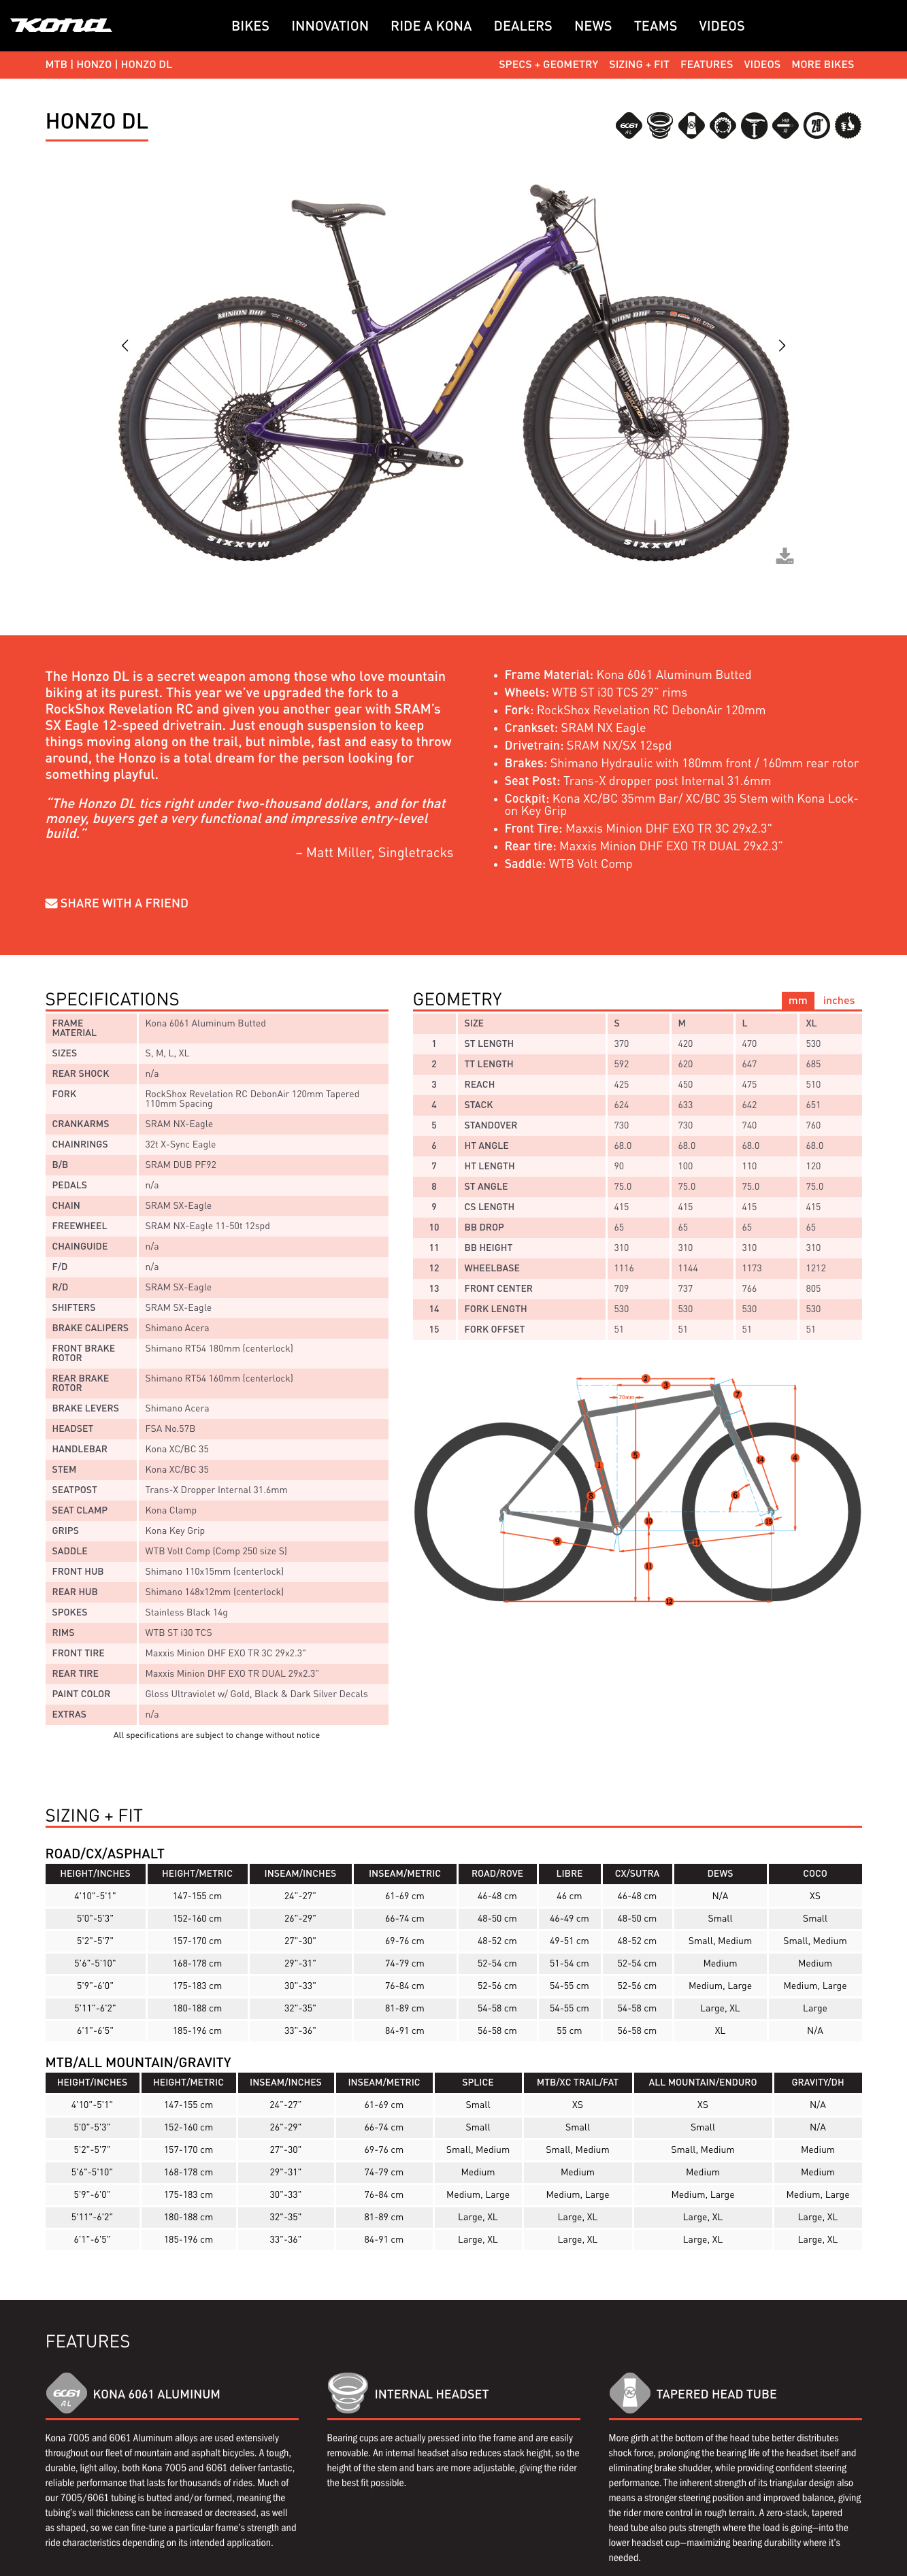 KONA
BIKES INNOVATION RIDE A KONA DEALERS NEWS TEAMS VIDEOS
MTB | HONZO | HONZO DL
SPECS + GEOMETRY SIZING + FIT FEATURES VIDEOS MORE BIKES
HONZO DL
6061 AL
29"
MINION DHF
MINION DHF
KONA
MAXXIS
MAXXIS
The Honzo DL is a secret weapon among those who love mountain
biking at its purest. This year we've upgraded the fork to a
RockShox Revelation RC and given you another gear with SRAM's
SX Eagle 12-speed drivetrain. Just enough suspension to keep
things moving along on the trail, but nimble, fast and easy to throw
around, the Honzo is a total dream for the person looking for
something playful.
"The Honzo DL tics right under two-thousand dollars, and for that
money, buyers get a very functional and impressive entry-level
build."
– Matt Miller, Singletracks
SHARE WITH A FRIEND
• Frame Material: Kona 6061 Aluminum Butted
• Wheels: WTB ST i30 TCS 29" rims
• Fork: RockShox Revelation RC DebonAir 120mm
• Crankset: SRAM NX Eagle
• Drivetrain: SRAM NX/SX 12spd
• Brakes: Shimano Hydraulic with 180mm front / 160mm rear rotor
• Seat Post: Trans-X dropper post Internal 31.6mm
• Cockpit: Kona XC/BC 35mm Bar/ XC/BC 35 Stem with Kona Lock-
on Key Grip
• Front Tire: Maxxis Minion DHF EXO TR 3C 29x2.3"
• Rear tire: Maxxis Minion DHF EXO TR DUAL 29x2.3"
• Saddle: WTB Volt Comp
SPECIFICATIONS
FRAME MATERIAL Kona 6061 Aluminum Butted
SIZES S, M, L, XL
REAR SHOCK n/a
FORK RockShox Revelation RC DebonAir 120mm Tapered
110mm Spacing
CRANKARMS SRAM NX-Eagle
CHAINRINGS 32t X-Sync Eagle
B/B SRAM DUB PF92
PEDALS n/a
CHAIN SRAM SX-Eagle
FREEWHEEL SRAM NX-Eagle 11-50t 12spd
CHAINGUIDE n/a
F/D n/a
R/D SRAM SX-Eagle
SHIFTERS SRAM SX-Eagle
BRAKE CALIPERS Shimano Acera
FRONT BRAKE ROTOR Shimano RT54 180mm (centerlock)
REAR BRAKE ROTOR Shimano RT54 160mm (centerlock)
BRAKE LEVERS Shimano Acera
HEADSET FSA No.57B
HANDLEBAR Kona XC/BC 35
STEM Kona XC/BC 35
SEATPOST Trans-X Dropper Internal 31.6mm
SEAT CLAMP Kona Clamp
GRIPS Kona Key Grip
SADDLE WTB Volt Comp (Comp 250 size S)
FRONT HUB Shimano 110x15mm (centerlock)
REAR HUB Shimano 148x12mm (centerlock)
SPOKES Stainless Black 14g
RIMS WTB ST i30 TCS
FRONT TIRE Maxxis Minion DHF EXO TR 3C 29x2.3"
REAR TIRE Maxxis Minion DHF EXO TR DUAL 29x2.3"
PAINT COLOR Gloss Ultraviolet w/ Gold, Black & Dark Silver Decals
EXTRAS n/a
All specifications are subject to change without notice
GEOMETRY
mm inches
SIZE S M L XL
1 ST LENGTH 370 420 470 530
2 TT LENGTH 592 620 647 685
3 REACH 425 450 475 510
4 STACK 624 633 642 651
5 STANDOVER 730 730 740 760
6 HT ANGLE 68.0 68.0 68.0 68.0
7 HT LENGTH 90 100 110 120
8 ST ANGLE 75.0 75.0 75.0 75.0
9 CS LENGTH 415 415 415 415
10 BB DROP 65 65 65 65
11 BB HEIGHT 310 310 310 310
12 WHEELBASE 1116 1144 1173 1212
13 FRONT CENTER 709 737 766 805
14 FORK LENGTH 530 530 530 530
15 FORK OFFSET 51 51 51 51
2
3
70mm
7
1
5
14
4
8
6
10
15
9
13
11
12
SIZING + FIT
ROAD/CX/ASPHALT
HEIGHT/INCHES HEIGHT/METRIC INSEAM/INCHES INSEAM/METRIC ROAD/ROVE LIBRE CX/SUTRA DEWS COCO
4'10"-5'1" 147-155 cm 24"-27" 61-69 cm 46-48 cm 46 cm 46-48 cm N/A XS
5'0"-5'3" 152-160 cm 26"-29" 66-74 cm 48-50 cm 46-49 cm 48-50 cm Small Small
5'2"-5'7" 157-170 cm 27"-30" 69-76 cm 48-52 cm 49-51 cm 48-52 cm Small, Medium Small, Medium
5'6"-5'10" 168-178 cm 29"-31" 74-79 cm 52-54 cm 51-54 cm 52-54 cm Medium Medium
5'9"-6'0" 175-183 cm 30"-33" 76-84 cm 52-56 cm 54-55 cm 52-56 cm Medium, Large Medium, Large
5'11"-6'2" 180-188 cm 32"-35" 81-89 cm 54-58 cm 54-55 cm 54-58 cm Large, XL Large
6'1"-6'5" 185-196 cm 33"-36" 84-91 cm 56-58 cm 55 cm 56-58 cm XL N/A
MTB/ALL MOUNTAIN/GRAVITY
HEIGHT/INCHES HEIGHT/METRIC INSEAM/INCHES INSEAM/METRIC SPLICE MTB/XC TRAIL/FAT ALL MOUNTAIN/ENDURO GRAVITY/DH
4'10"-5'1" 147-155 cm 24"-27" 61-69 cm Small XS XS N/A
5'0"-5'3" 152-160 cm 26"-29" 66-74 cm Small Small Small N/A
5'2"-5'7" 157-170 cm 27"-30" 69-76 cm Small, Medium Small, Medium Small, Medium Medium
5'6"-5'10" 168-178 cm 29"-31" 74-79 cm Medium Medium Medium Medium
5'9"-6'0" 175-183 cm 30"-33" 76-84 cm Medium, Large Medium, Large Medium, Large Medium, Large
5'11"-6'2" 180-188 cm 32"-35" 81-89 cm Large, XL Large, XL Large, XL Large, XL
6'1"-6'5" 185-196 cm 33"-36" 84-91 cm Large, XL Large, XL Large, XL Large, XL
FEATURES
6061 AL
KONA 6061 ALUMINUM
Kona 7005 and 6061 Aluminum alloys are used extensively
throughout our fleet of mountain and asphalt bicycles. A tough,
durable, light alloy, both Kona 7005 and 6061 deliver fantastic,
reliable performance that lasts for thousands of rides. Much of
our 7005/6061 tubing is butted and/or formed, meaning the
tubing's wall thickness can be increased or decreased, as well
as shaped, so we can fine-tune a particular frame's strength and
ride characteristics depending on its intended application.
INTERNAL HEADSET
Bearing cups are actually pressed into the frame and are easily
removable. An internal headset also reduces stack height, so the
height of the stem and bars are more adjustable, giving the rider
the best fit possible.
TAPERED HEAD TUBE
More girth at the bottom of the head tube better distributes
shock force, prolonging the bearing life of the headset itself and
eliminating brake shudder, while providing confident steering
performance. The inherent strength of its triangular design also
means a stronger steering position and improved balance, giving
the rider more control in rough terrain. A zero-stack, tapered
head tube also puts strength where the load is going—into the
lower headset cup—maximizing bearing durability where it's
needed.